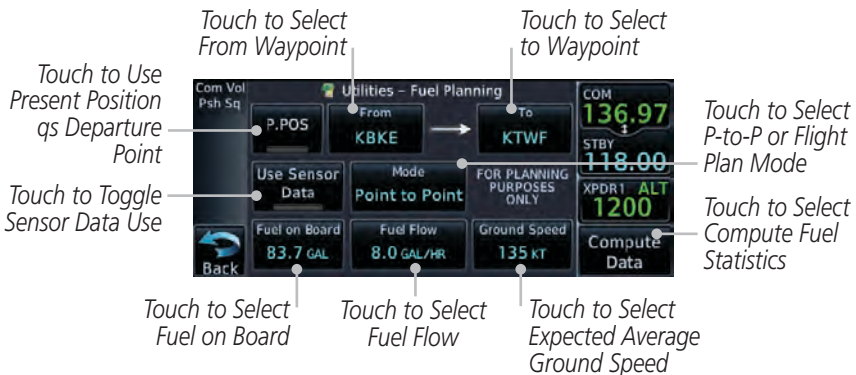 Touch to Select
From Waypoint
Touch to Select
to Waypoint
Touch to Use
Present Position
qs Departure
Point
Touch to Toggle
Sensor Data Use
Com Vol
Psh Sq
Utilities – Fuel Planning
P.POS
From
KBKE
To
KTWF
COM
136.97
STBY
118.00
Use Sensor
Data
Mode
Point to Point
FOR PLANNING
PURPOSES
ONLY
XPDR1 ALT
1200
Back
Fuel on Board
83.7 GAL
Fuel Flow
8.0 GAL/HR
Ground Speed
135 KT
Compute
Data
Touch to Select
P-to-P or Flight
Plan Mode
Touch to Select
Compute Fuel
Statistics
Touch to Select
Fuel on Board
Touch to Select
Fuel Flow
Touch to Select
Expected Average
Ground Speed